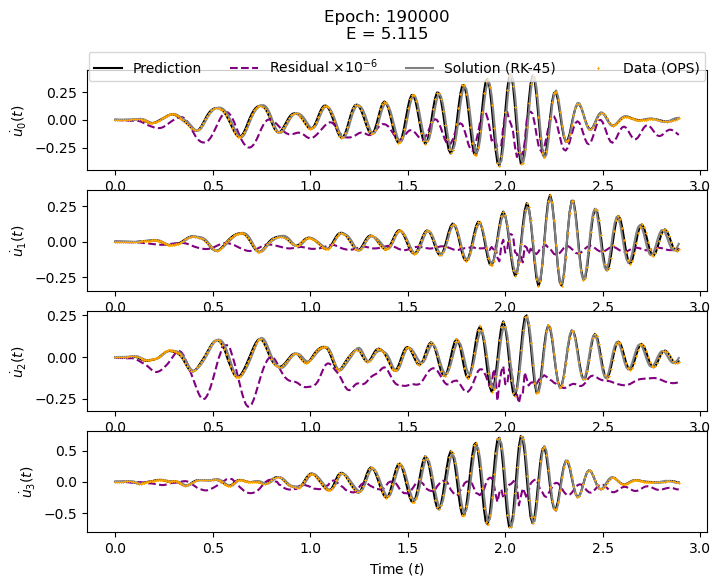 Epoch: 190000
E = 5.115
Prediction Residual ×10⁻⁶ Solution (RK-45) Data (OPS)
u̇₀(t)
0.25
0.00
−0.25
0.0 0.5 1.0 1.5 2.0 2.5 3.0
u̇₁(t)
0.25
0.00
−0.25
0.0 0.5 1.0 1.5 2.0 2.5 3.0
u̇₂(t)
0.25
0.00
−0.25
0.0 0.5 1.0 1.5 2.0 2.5 3.0
u̇₃(t)
0.5
0.0
−0.5
0.0 0.5 1.0 1.5 2.0 2.5 3.0
Time (t)